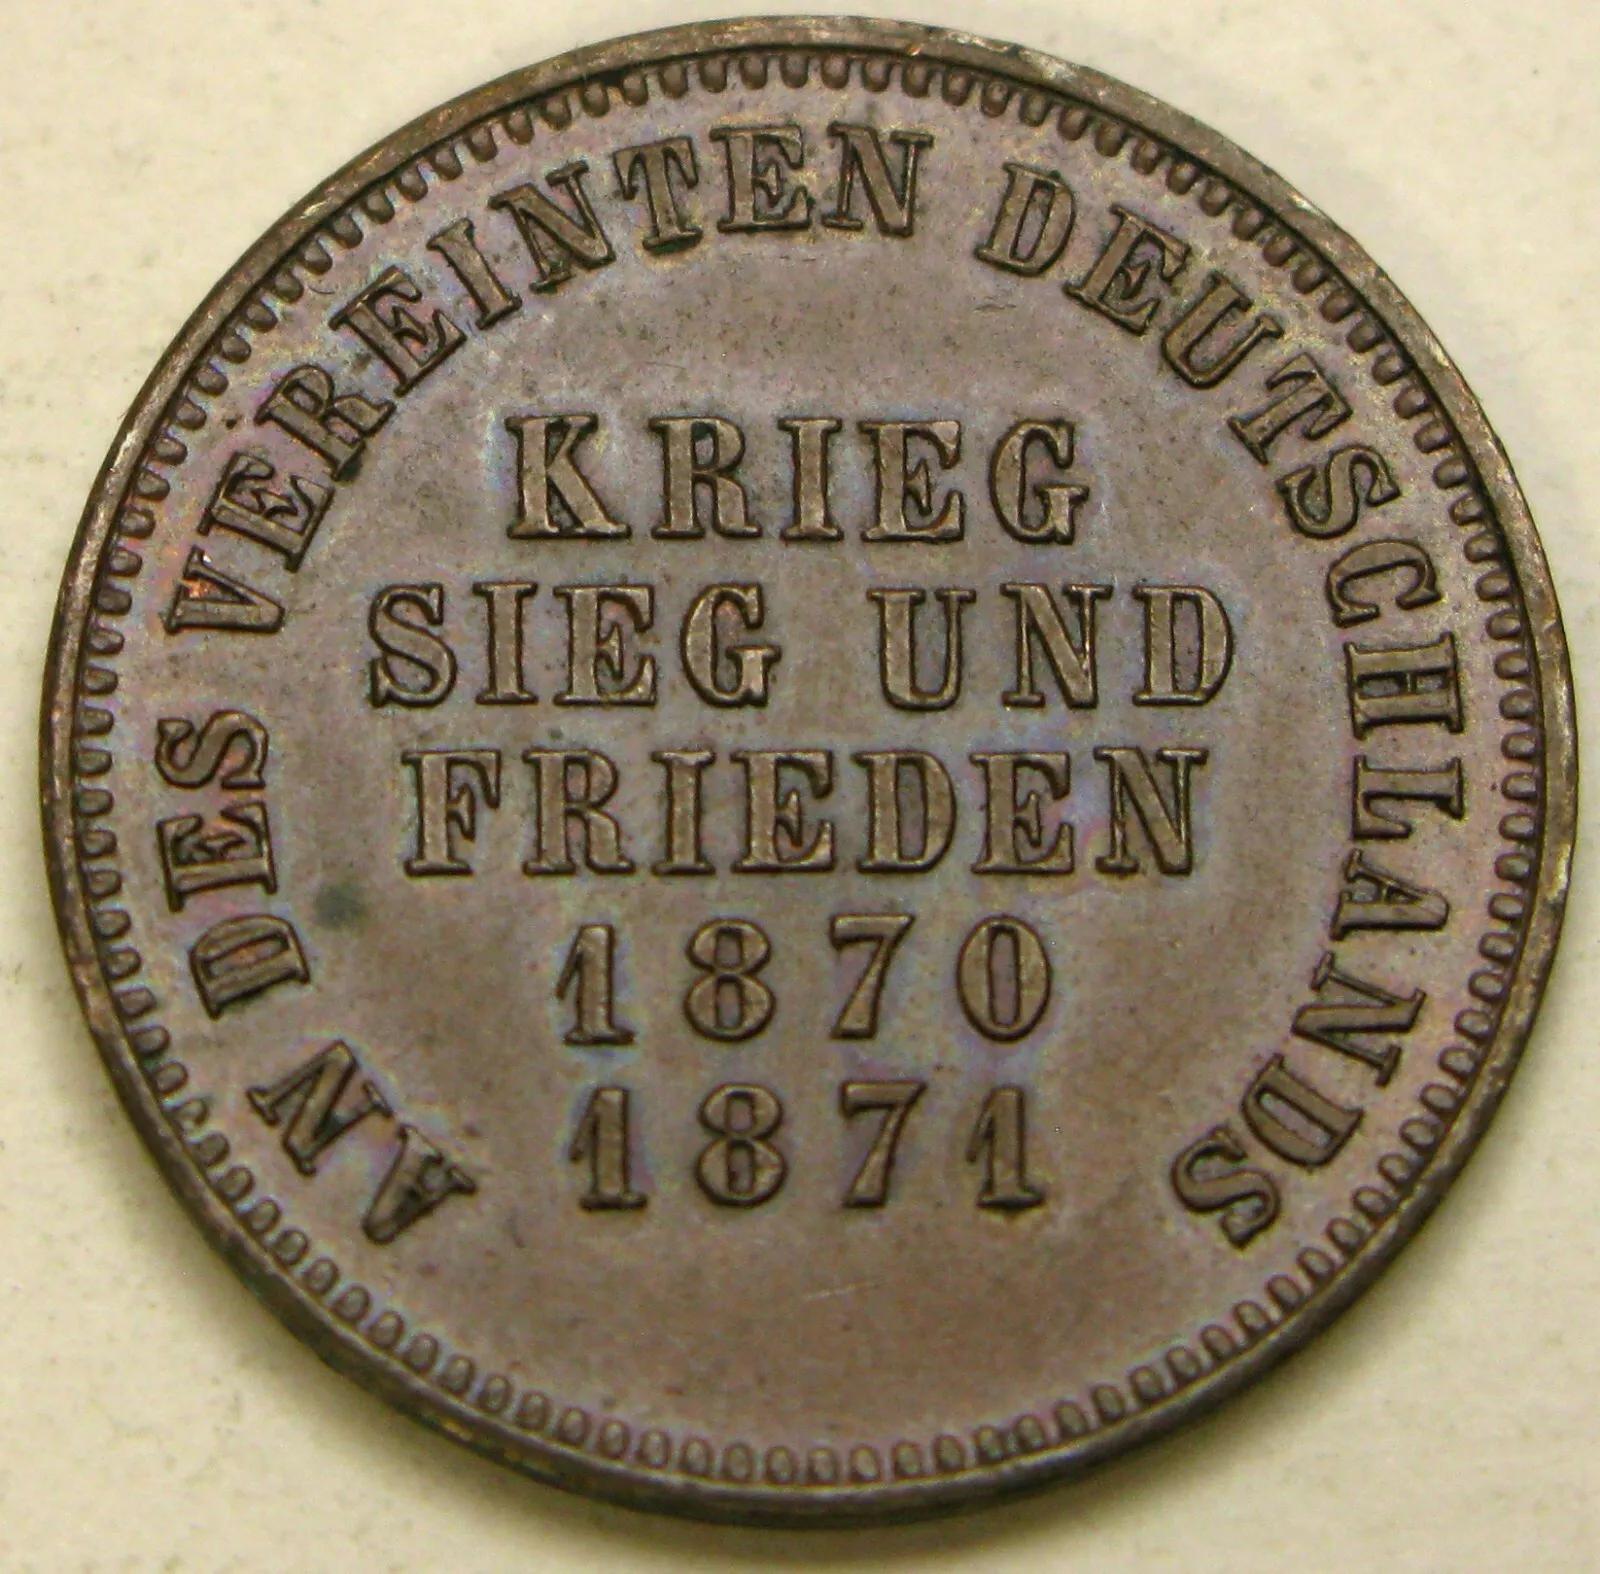 AN DES VEREINTEN DEUTSCHLANDS
KRIEG
SIEG UND
FRIEDEN
1870
1871